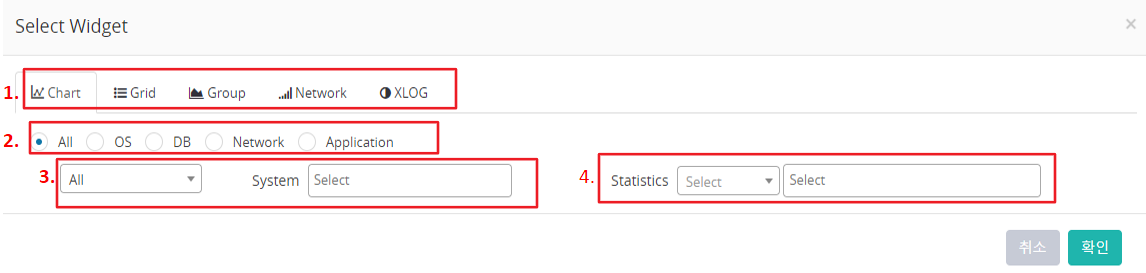 Select Widget ×
1. Chart Grid Group Network XLOG
2. All OS DB Network Application
3. All System Select 4. Statistics Select Select
취소 확인